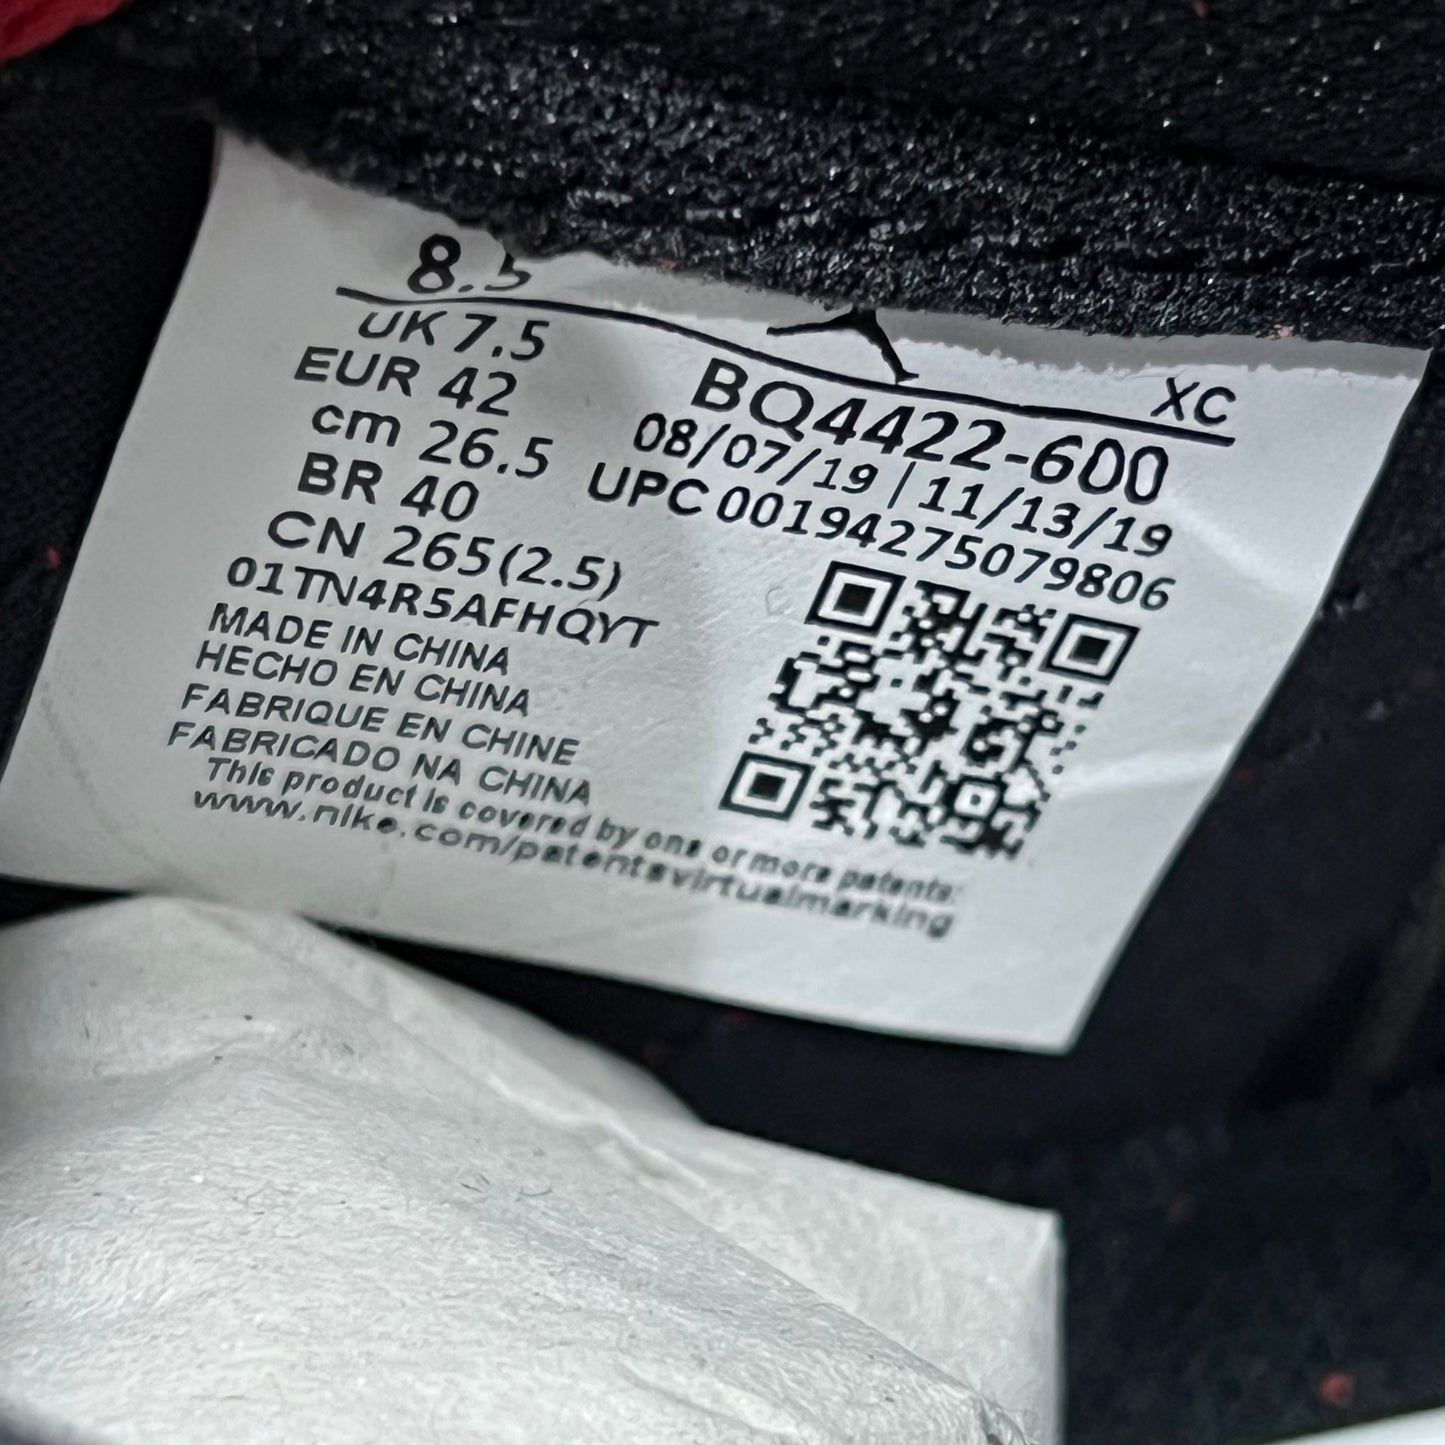 8.5
UK 7.5
EUR 42
cm 26.5
BR 40
CN 265(2.5)
01TN4R5AFHQYT
MADE IN CHINA
HECHO EN CHINA
FABRIQUE EN CHINE
FABRICADO NA CHINA
This product is covered by one or more patents:
www.nike.com/patentsvirtualmarking
XC
BQ4422-600
08/07/19 | 11/13/19
UPC 00194275079806